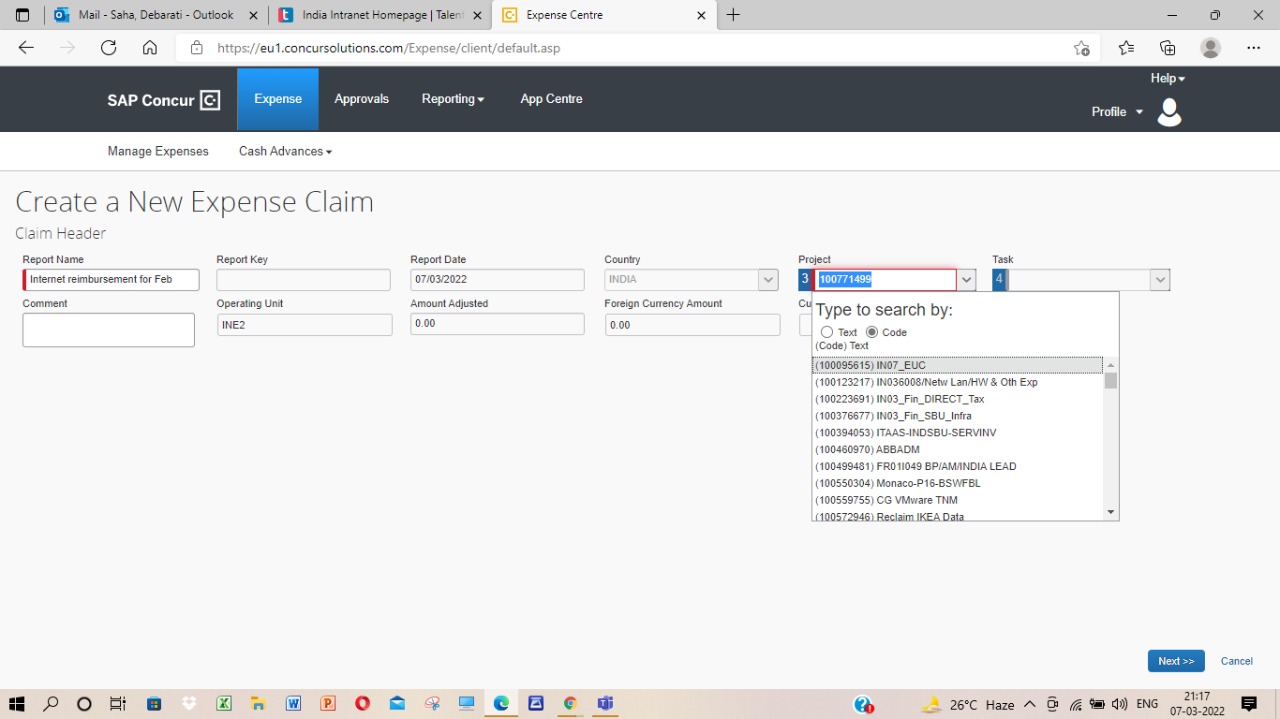 Mail - Saha, Debarati - Outlook
India Intranet Homepage | Talen
Expense Centre
https://eu1.concursolutions.com/Expense/client/default.asp
SAP Concur C
Expense
Approvals
Reporting
App Centre
Help
Profile
Manage Expenses
Cash Advances
Create a New Expense Claim
Claim Header
Report Name
Report Key
Report Date
Country
Project
Task
Internet reimbursement for Feb
07/03/2022
INDIA
3
100771499
4
Comment
Operating Unit
Amount Adjusted
Foreign Currency Amount
Cu
INE2
0.00
0.00
Type to search by:
Text
Code
(Code) Text
(100095615) IN07_EUC
(100123217) IN036008/Netw Lan/HW & Oth Exp
(100223691) IN03_Fin_DIRECT_Tax
(100376677) IN03_Fin_SBU_Infra
(100394053) ITAAS-INDSBU-SERVINV
(100460970) ABBADM
(100499481) FR01I049 BP/AM/INDIA LEAD
(100550304) Monaco-P16-BSWFBL
(100559755) CG VMware TNM
(100572946) Reclaim IKEA Data
Next >>
Cancel
26°C Haze
ENG
21:17
07-03-2022